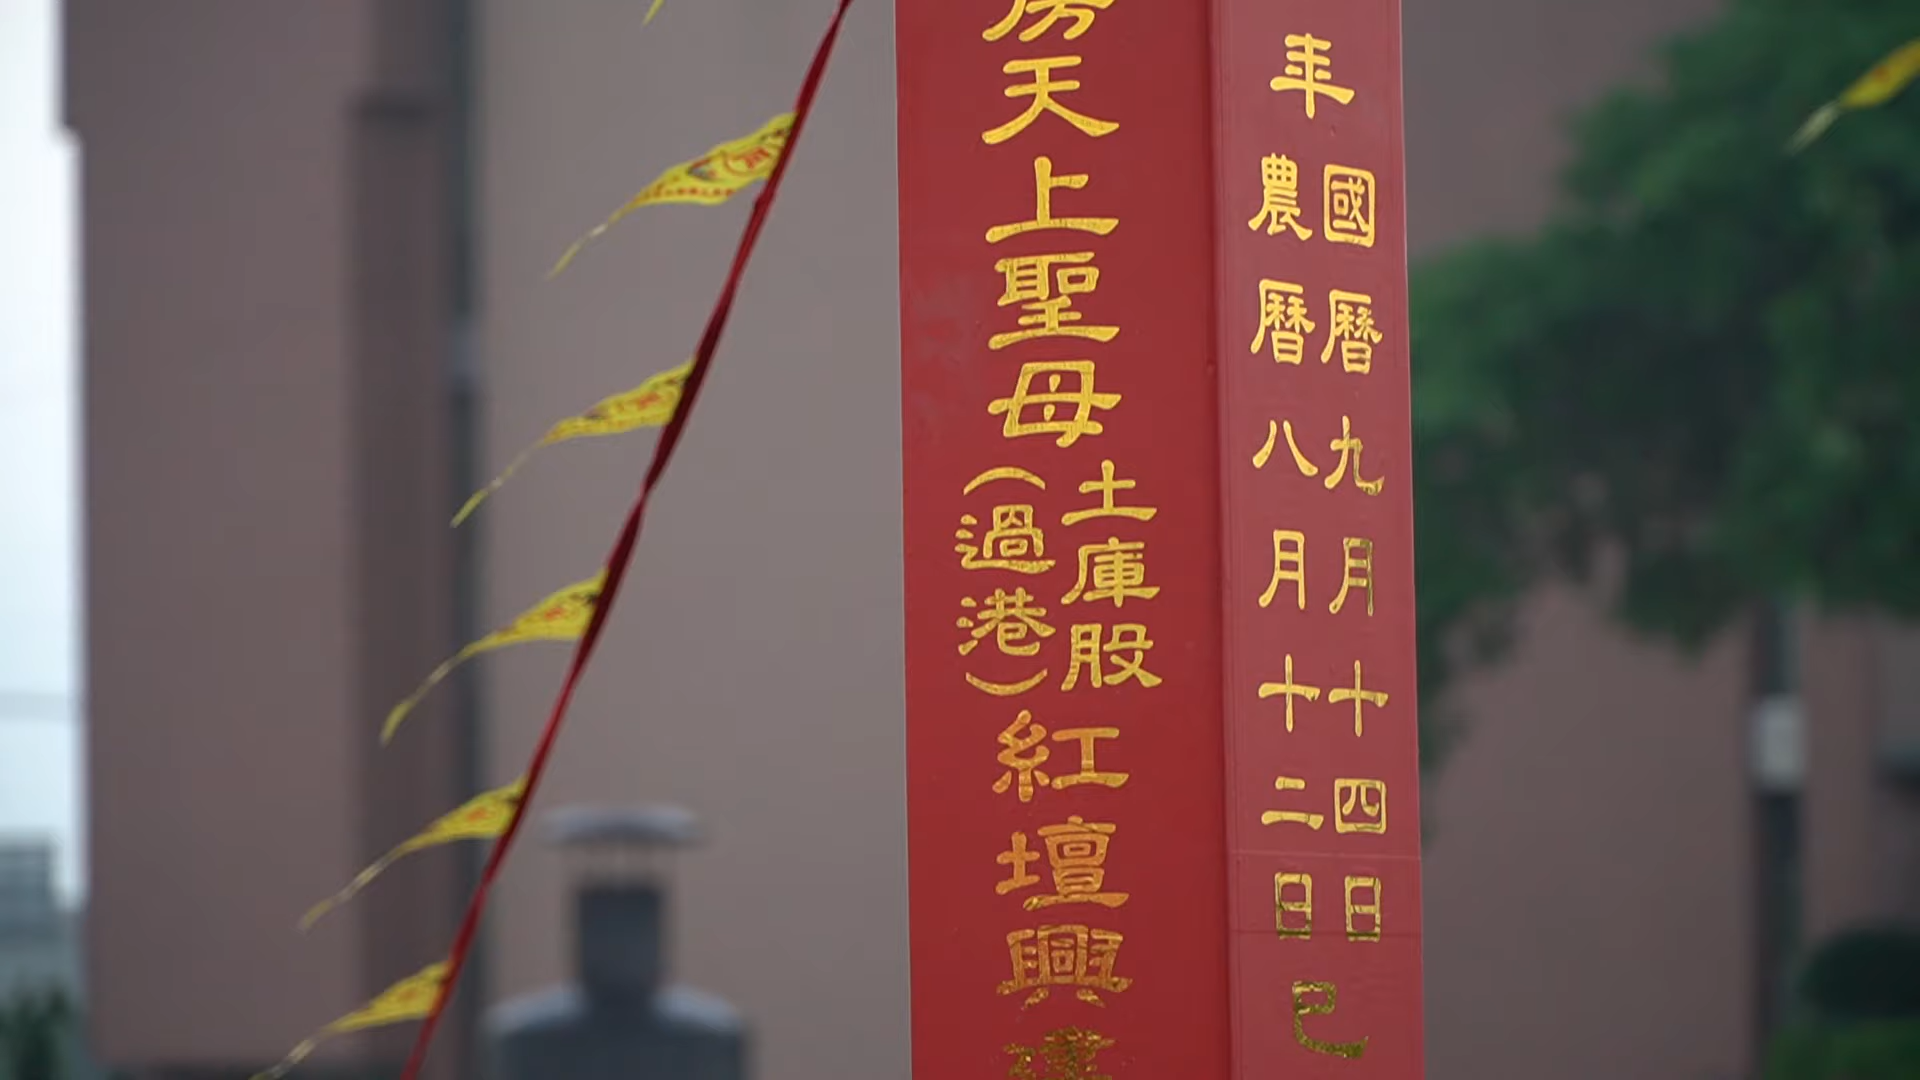 年
國曆九月十四日
農曆八月十二日
巳
房天上聖母
土庫股
(過港)
紅壇興建